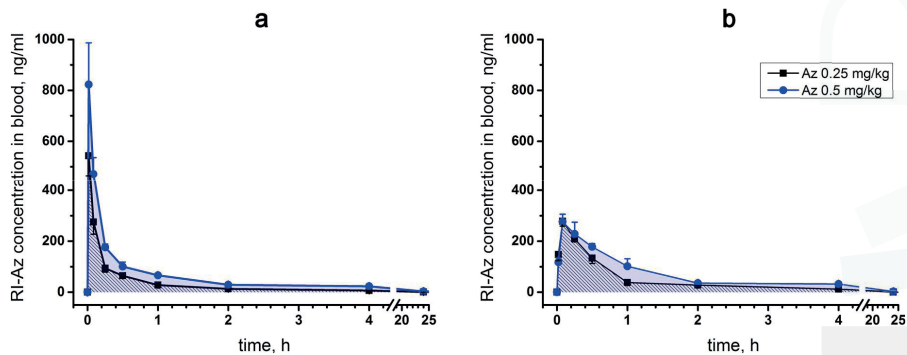 a
RI-Az concentration in blood, ng/ml
1000
800
600
400
200
0
0 1 2 3 4 20 25
time, h
b
RI-Az concentration in blood, ng/ml
1000
800
600
400
200
0
Az 0.25 mg/kg
Az 0.5 mg/kg
0 1 2 3 4 20 25
time, h